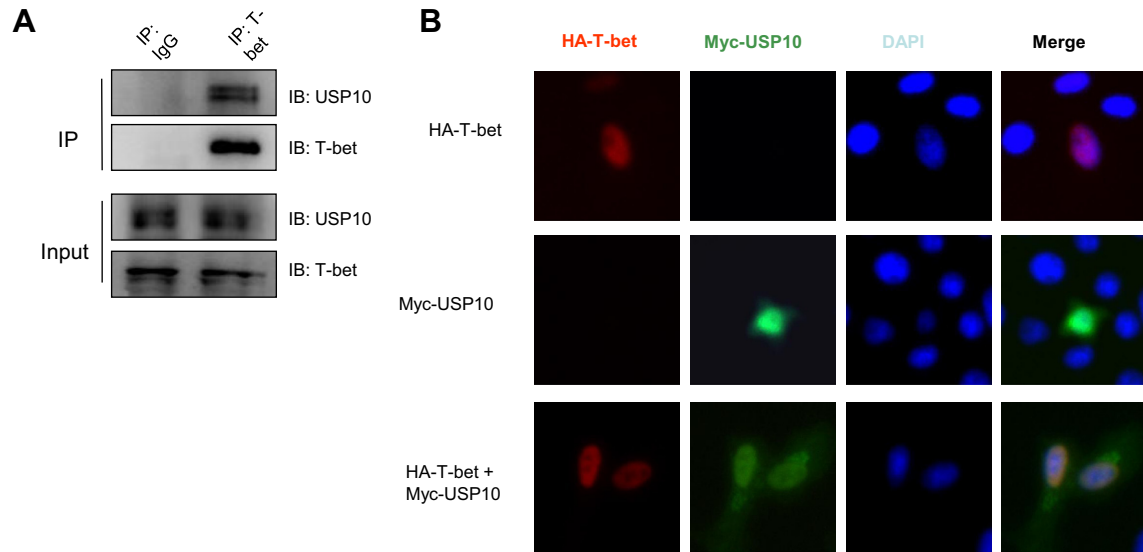 A
IP:
IgG
IP: T-
bet
IP
IB: USP10
IB: T-bet
Input
IB: USP10
IB: T-bet
B
HA-T-bet
Myc-USP10
DAPI
Merge
HA-T-bet
Myc-USP10
HA-T-bet +
Myc-USP10